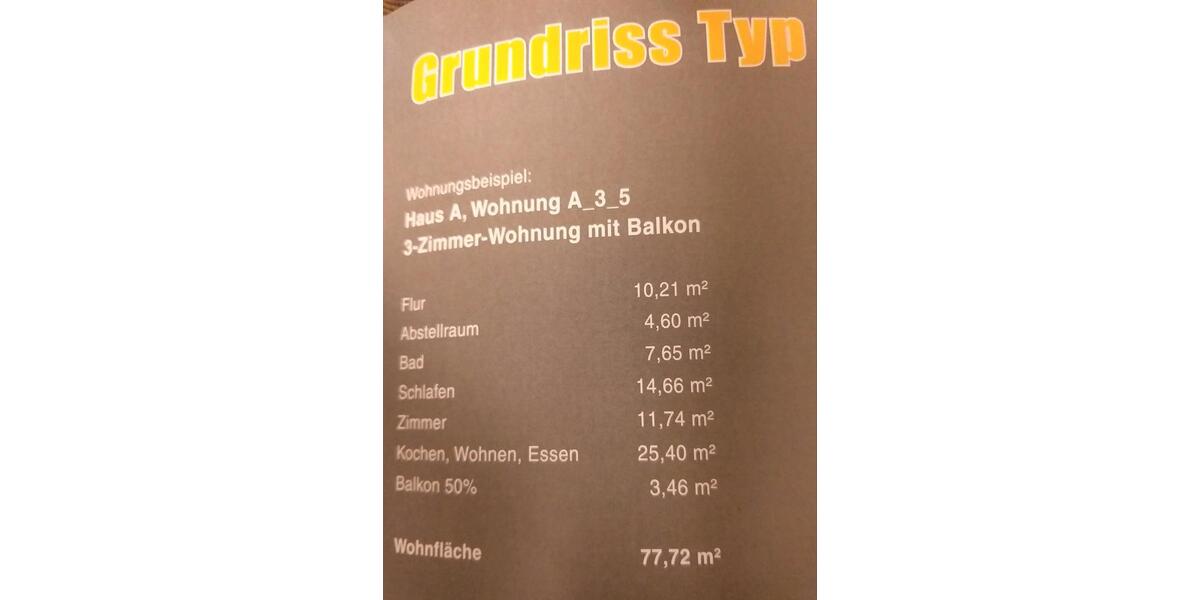 Grundriss Typ
Wohnungsbeispiel:
Haus A, Wohnung A_3_5
3-Zimmer-Wohnung mit Balkon
Flur 10,21 m²
Abstellraum 4,60 m²
Bad 7,65 m²
Schlafen 14,66 m²
Zimmer 11,74 m²
Kochen, Wohnen, Essen 25,40 m²
Balkon 50% 3,46 m²
Wohnfläche 77,72 m²